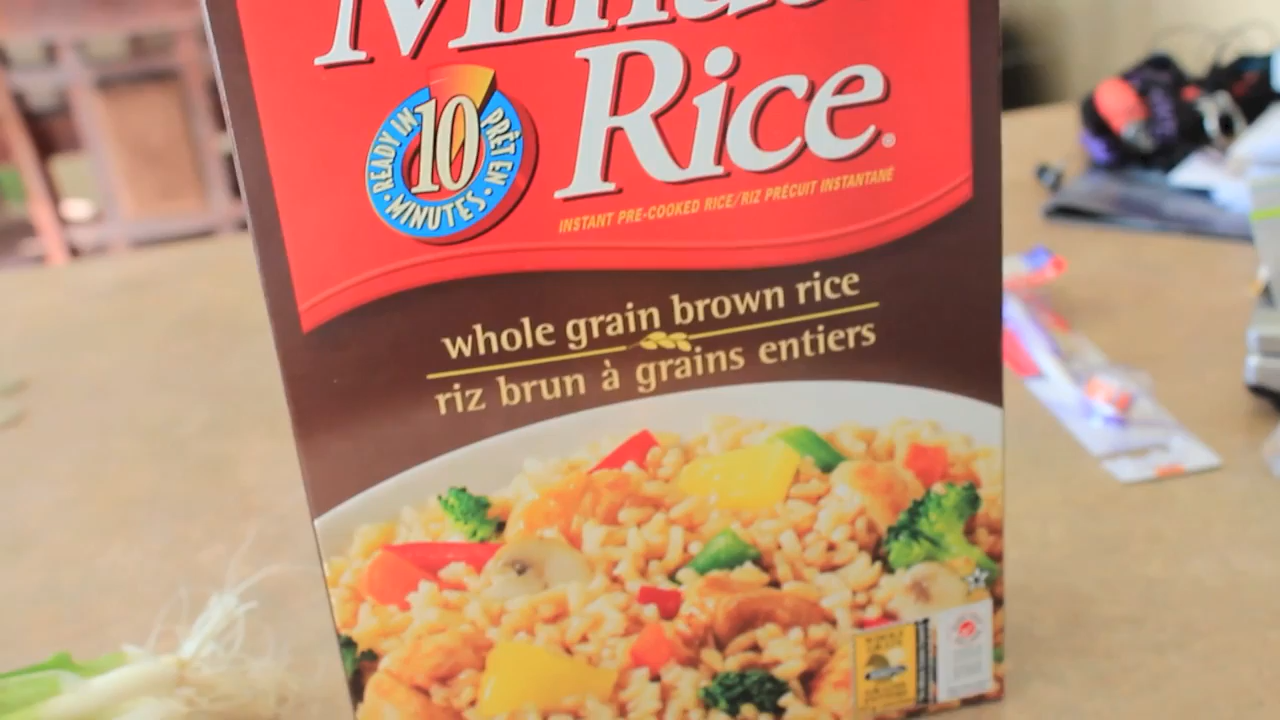 Minute
Rice
READY IN 10 MINUTES · PRÊT EN
INSTANT PRE-COOKED RICE/RIZ PRÉCUIT INSTANTANÉ
whole grain brown rice
riz brun à grains entiers